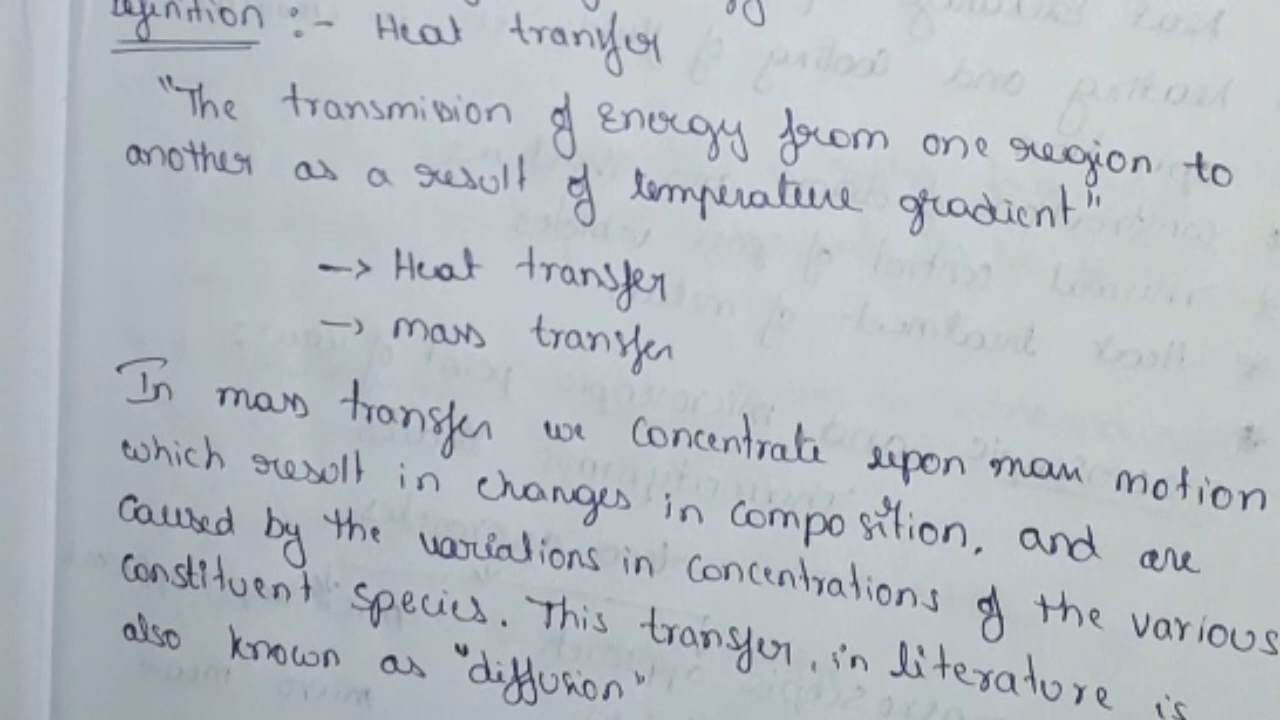 Definition :- Heat transfer
"The transmission of Energy from one region to
another as a result of temperature gradient"
-> Heat transfer
-> mass transfer
In mass transfer we concentrate upon mass motion
which result in changes in composition, and are
caused by the variations in concentrations of the various
constituent species. This transfer, in literature is
also known as "diffusion"